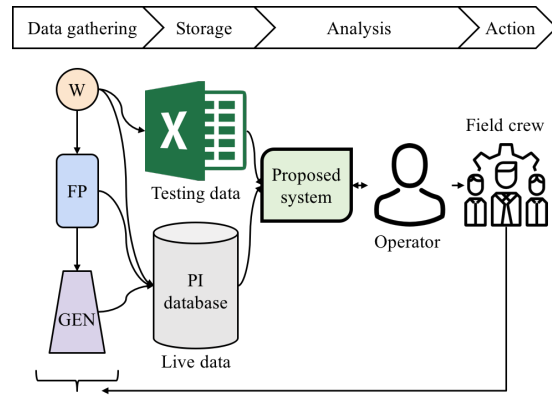 Data gathering
Storage
Analysis
Action
W
FP
GEN
X
Testing data
PI
database
Live data
Proposed
system
Operator
Field crew